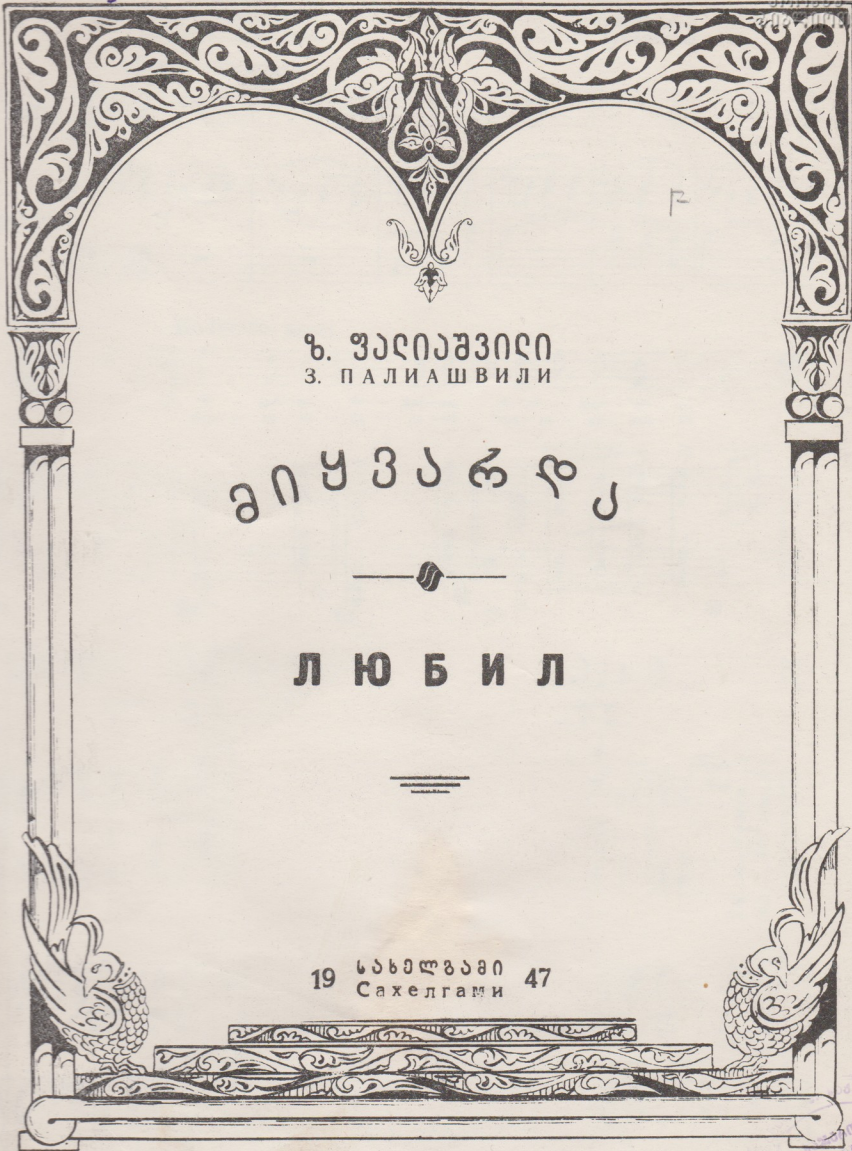 ზ. ფალიაშვილი
З. ПАЛИАШВИЛИ
მიყვარდა
ЛЮБИЛ
19 სახელგამი 47
Сахелгами